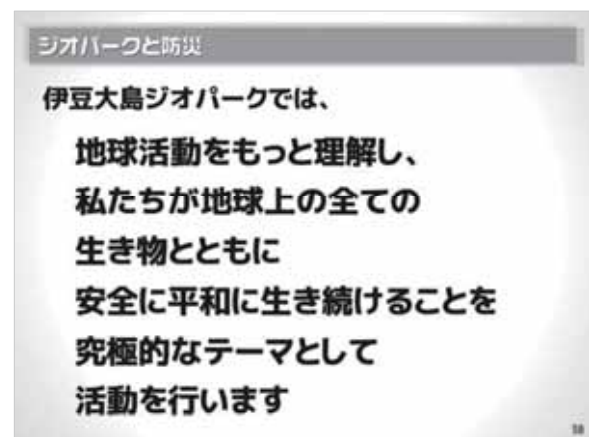 ジオパークと防災
伊豆大島ジオパークでは、
地球活動をもっと理解し、
私たちが地球上の全ての
生き物とともに
安全に平和に生き続けることを
究極的なテーマとして
活動を行います